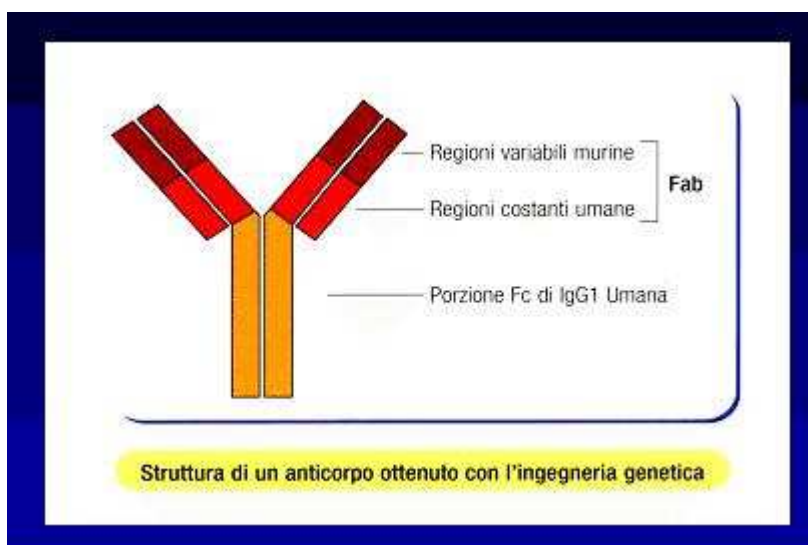 Regioni variabili murine
Fab
Regioni costanti umane
Porzione Fc di IgG1 Umana
Struttura di un anticorpo ottenuto con l'ingegneria genetica